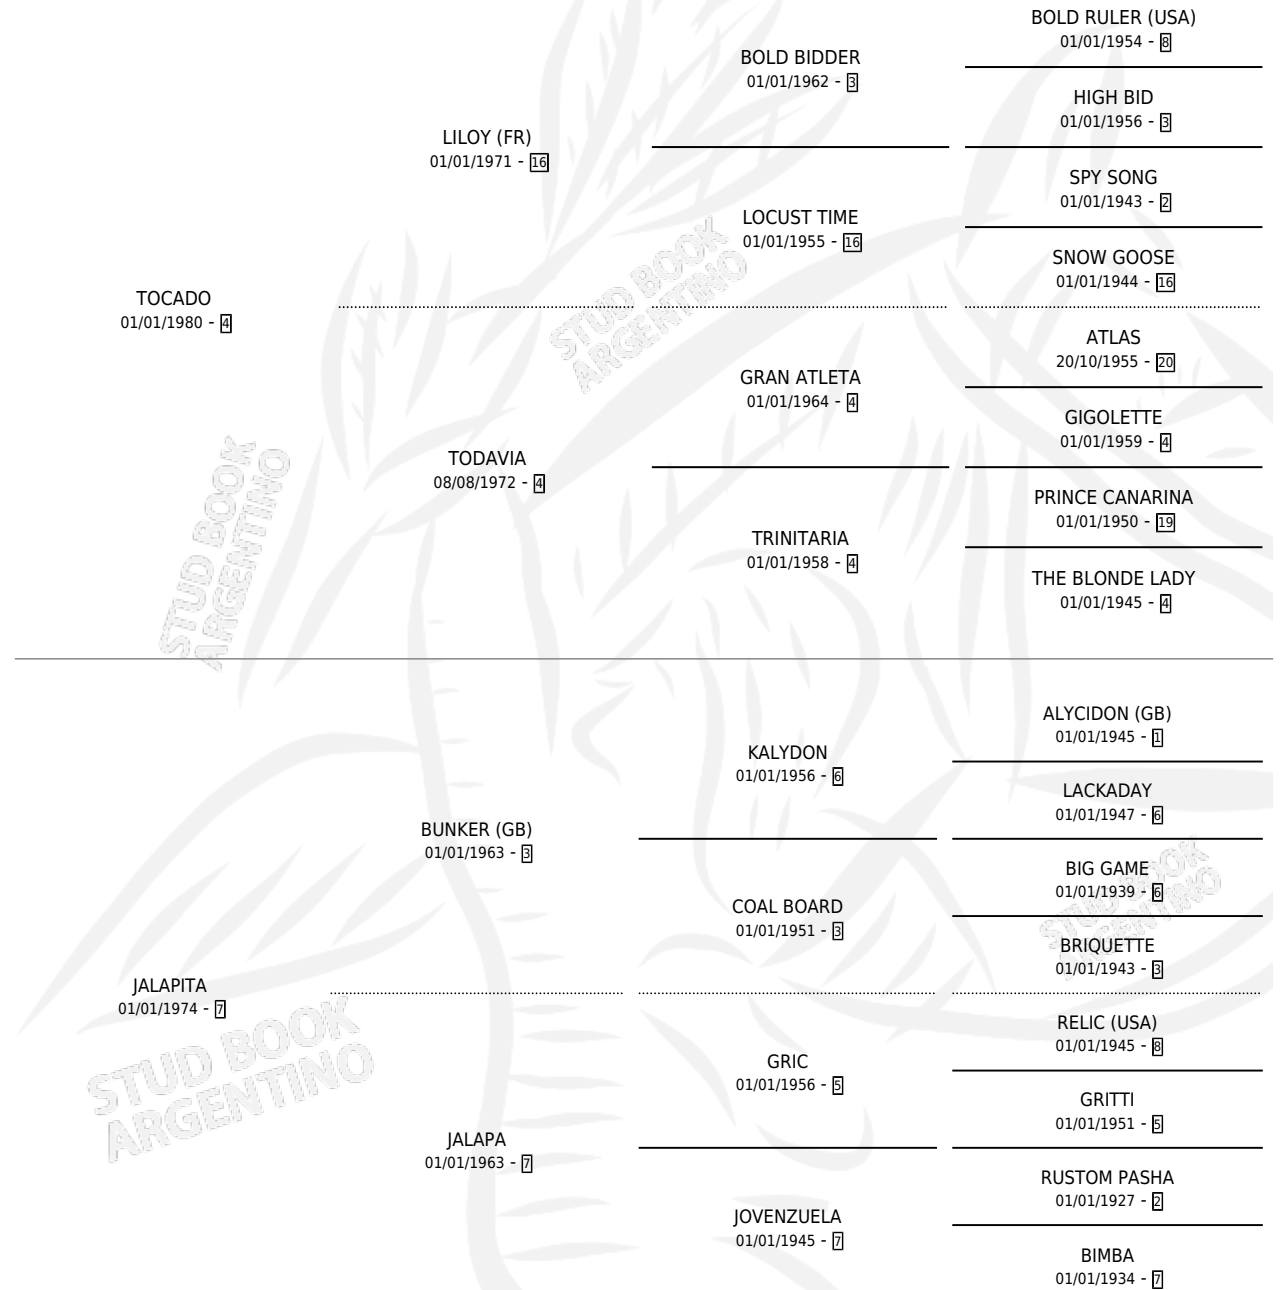 BOLD RULER (USA)
01/01/1954 - 8
BOLD BIDDER
01/01/1962 - 3
HIGH BID
01/01/1956 - 3
LILOY (FR)
01/01/1971 - 16
SPY SONG
01/01/1943 - 2
LOCUST TIME
01/01/1955 - 16
SNOW GOOSE
01/01/1944 - 16
TOCADO
01/01/1980 - 4
ATLAS
20/10/1955 - 20
GRAN ATLETA
01/01/1964 - 4
GIGOLETTE
01/01/1959 - 4
TODAVIA
08/08/1972 - 4
PRINCE CANARINA
01/01/1950 - 19
TRINITARIA
01/01/1958 - 4
THE BLONDE LADY
01/01/1945 - 4
STUD BOOK
ARGENTINO
STUD BOOK
ARGENTINO
ALYCIDON (GB)
01/01/1945 - 1
KALYDON
01/01/1956 - 6
LACKADAY
01/01/1947 - 6
BUNKER (GB)
01/01/1963 - 3
BIG GAME
01/01/1939 - 6
COAL BOARD
01/01/1951 - 3
BRIQUETTE
01/01/1943 - 3
JALAPITA
01/01/1974 - 7
RELIC (USA)
01/01/1945 - 8
GRIC
01/01/1956 - 5
GRITTI
01/01/1951 - 5
JALAPA
01/01/1963 - 7
RUSTOM PASHA
01/01/1927 - 2
JOVENZUELA
01/01/1945 - 7
BIMBA
01/01/1934 - 7
STUD BOOK
ARGENTINO
STUD BOOK
ARGENTINO